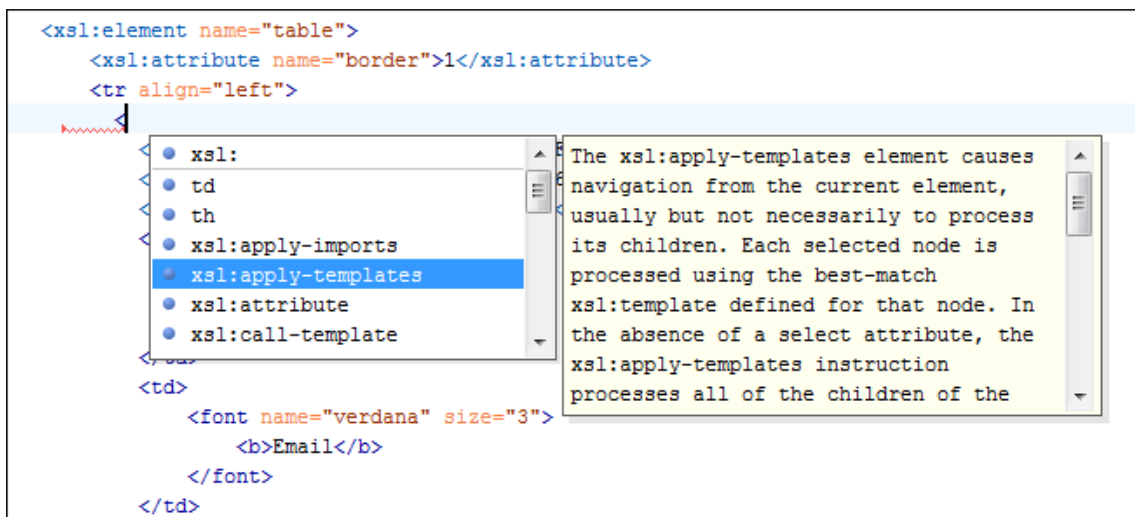 <xsl:element name="table">
<xsl:attribute name="border">1</xsl:attribute>
<tr align="left">
<
xsl:
td
th
xsl:apply-imports
xsl:apply-templates
xsl:attribute
xsl:call-template
The xsl:apply-templates element causes
navigation from the current element,
usually but not necessarily to process
its children. Each selected node is
processed using the best-match
xsl:template defined for that node. In
the absence of a select attribute, the
xsl:apply-templates instruction
processes all of the children of the
<td>
<font name="verdana" size="3">
<b>Email</b>
</font>
</td>